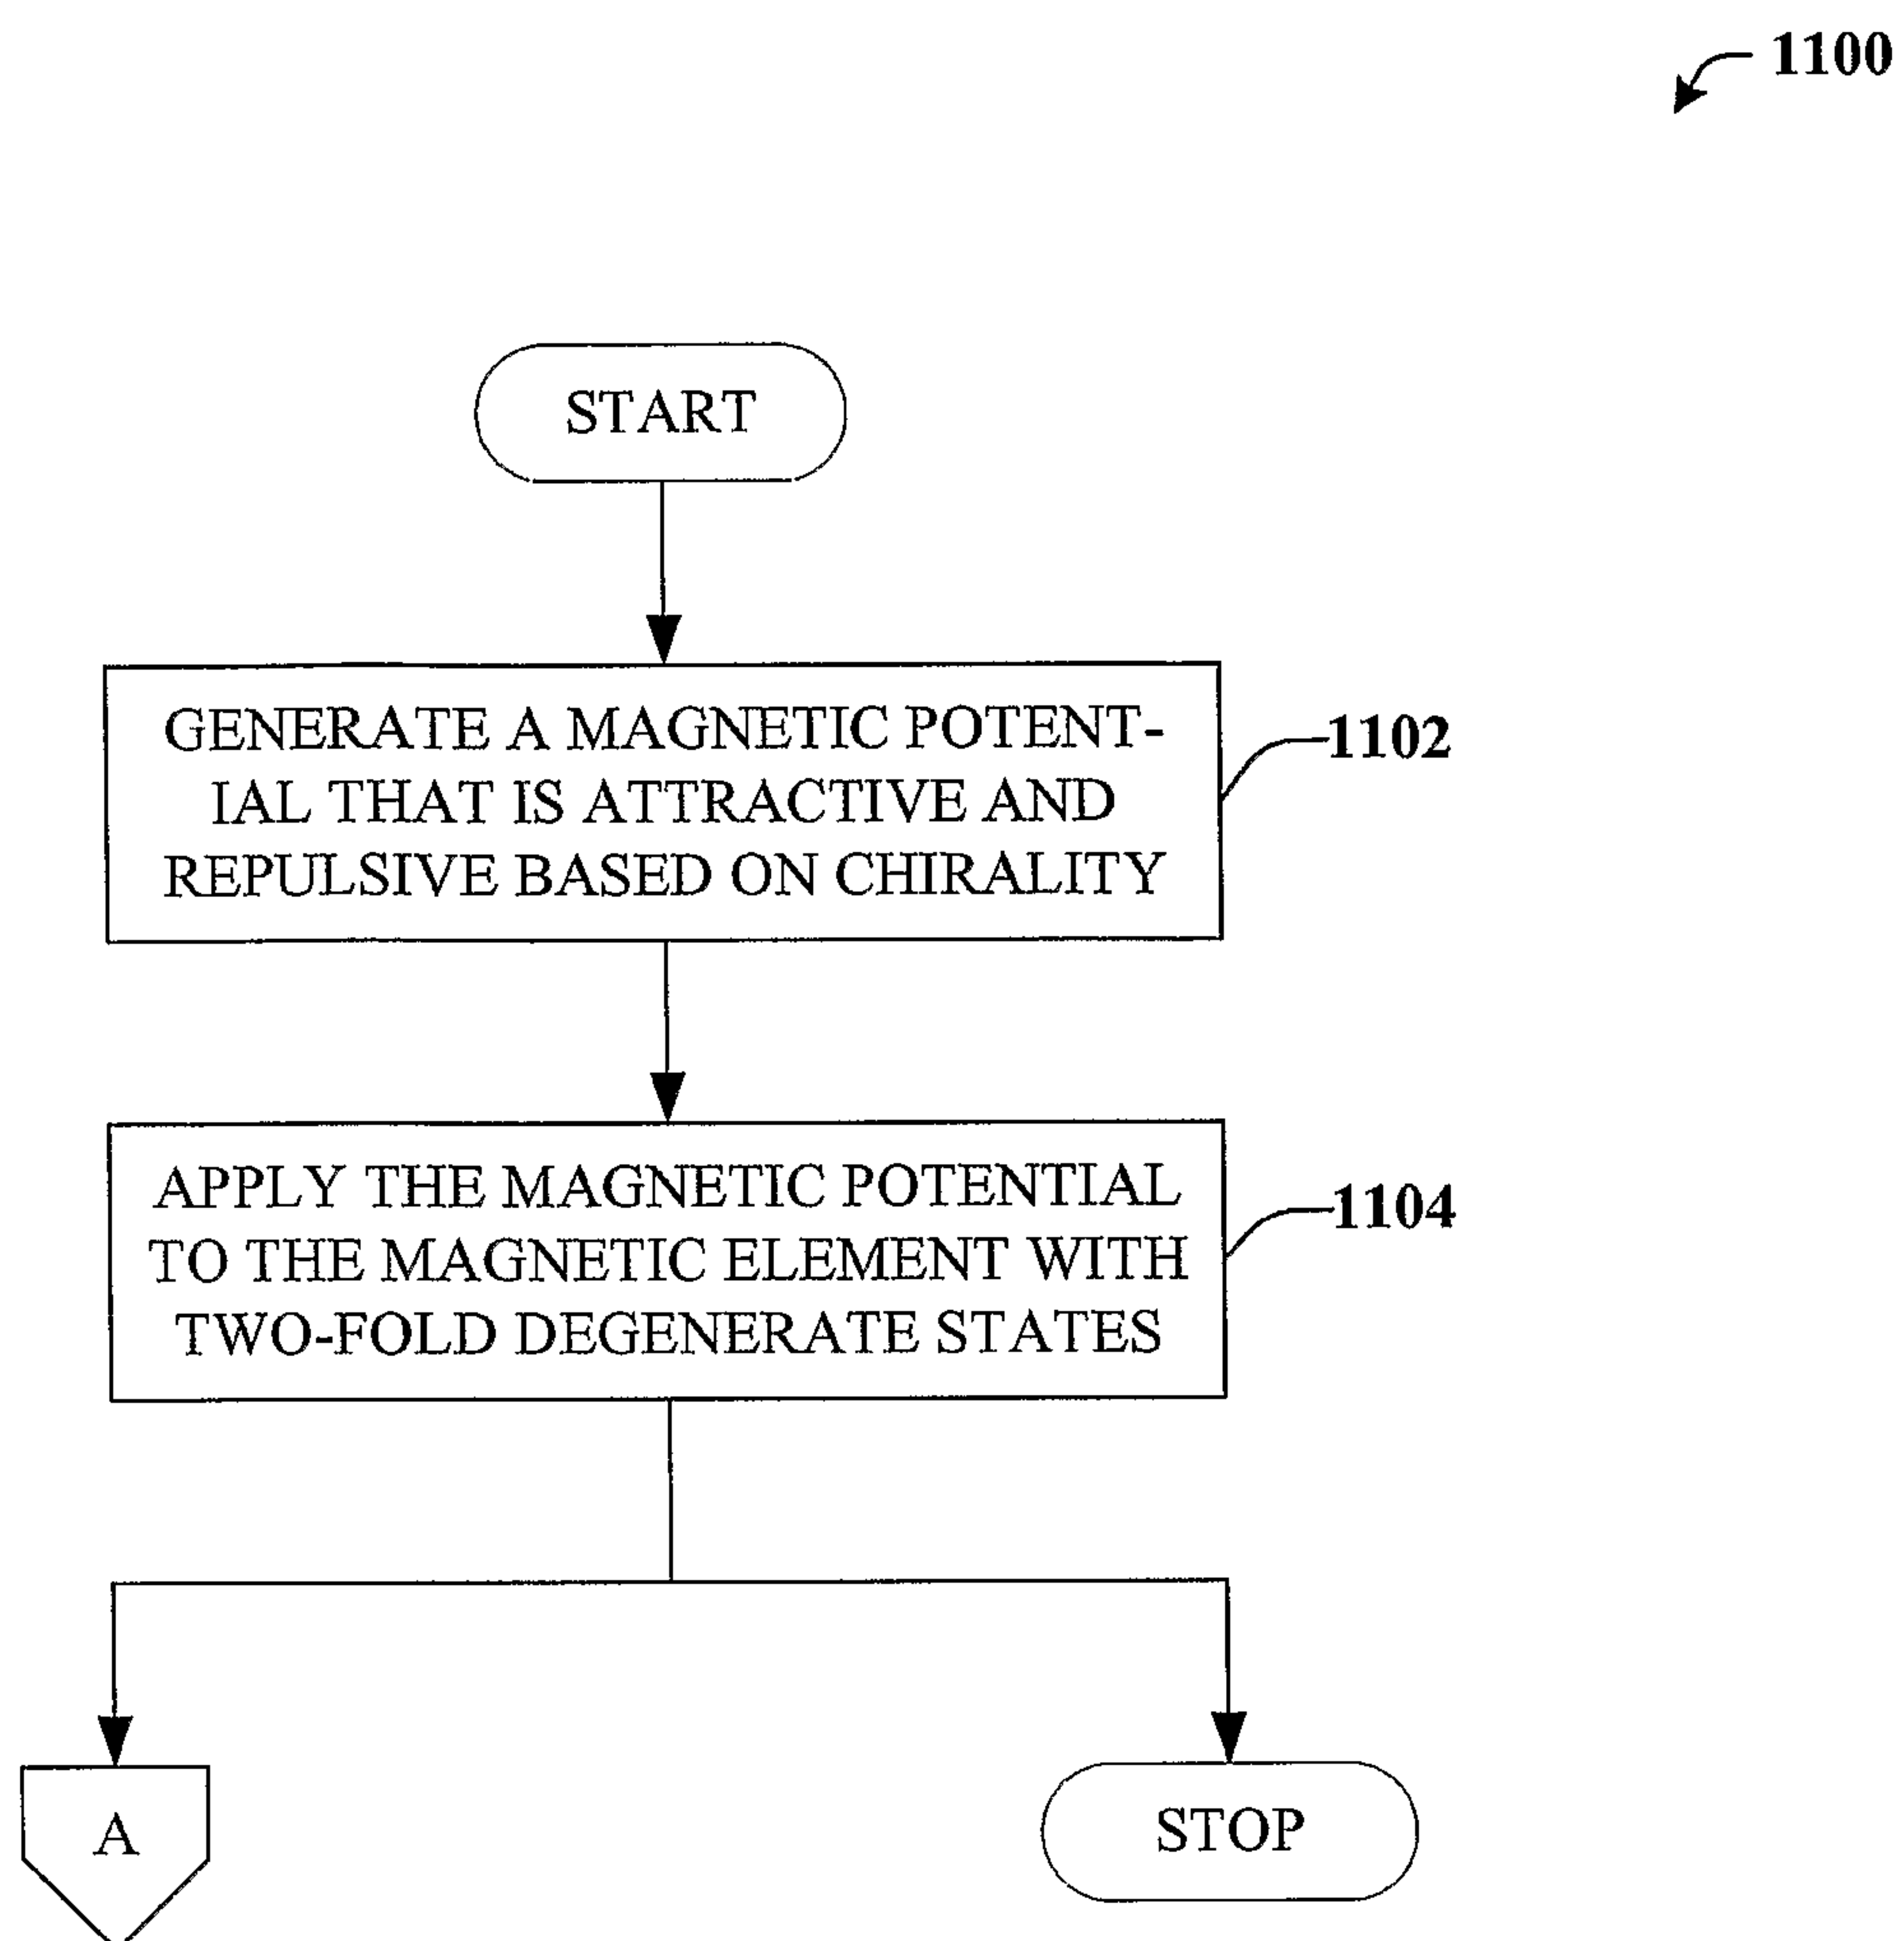 1100
START
GENERATE A MAGNETIC POTENT-
IAL THAT IS ATTRACTIVE AND
REPULSIVE BASED ON CHIRALITY
1102
APPLY THE MAGNETIC POTENTIAL
TO THE MAGNETIC ELEMENT WITH
TWO-FOLD DEGENERATE STATES
1104
A
STOP